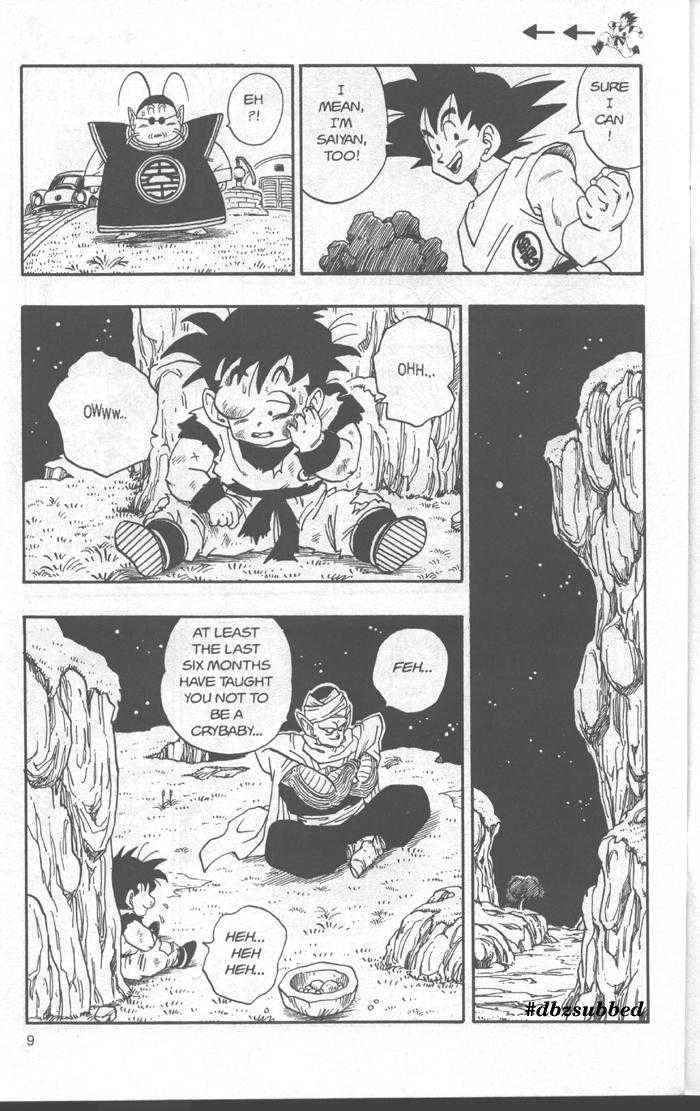 SURE
I
CAN
!
I
MEAN,
I'M
SAIYAN,
TOO!
EH
?!
OHH...
OWWW...
FEH...
AT LEAST
THE LAST
SIX MONTHS
HAVE TAUGHT
YOU NOT TO
BE A
CRYBABY...
HEH...
HEH
HEH...
#dbzsubbed
9